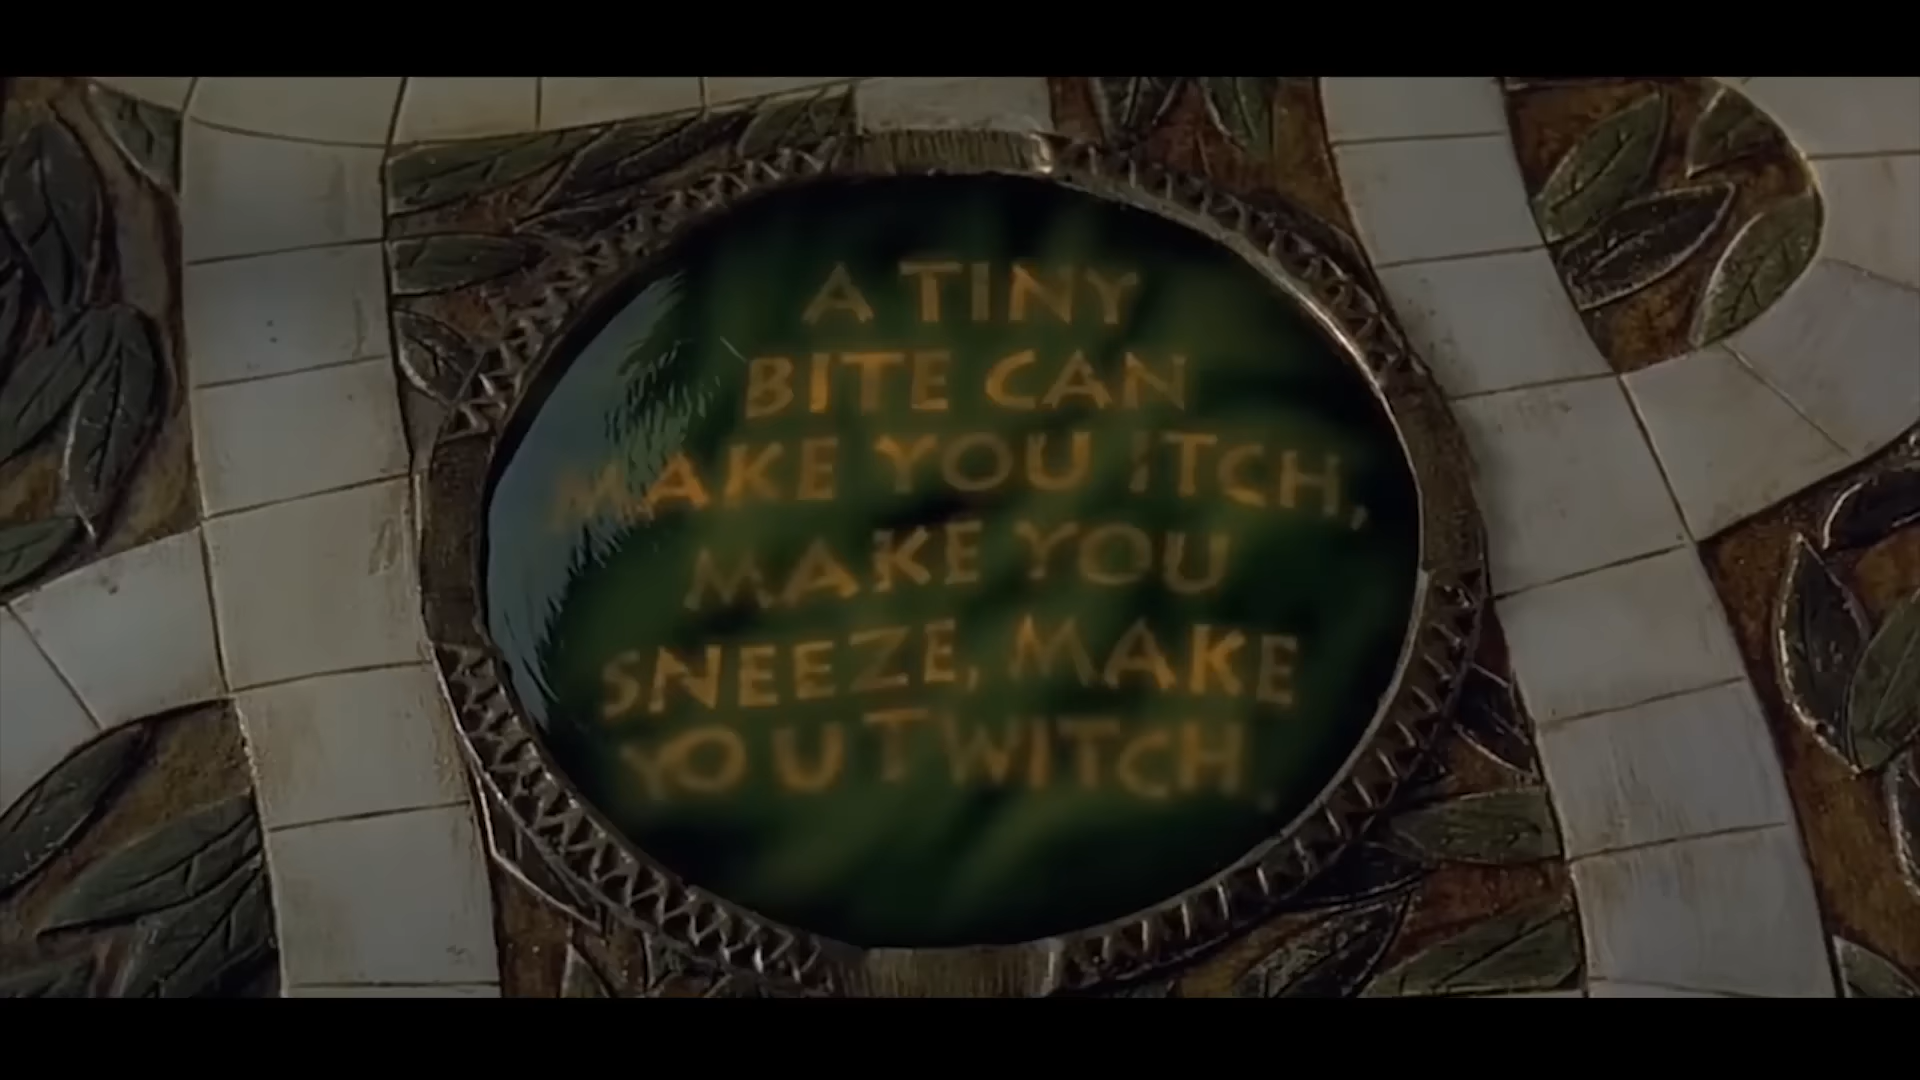 A TINY
BITE CAN
MAKE YOU ITCH,
MAKE YOU
SNEEZE, MAKE
YOU TWITCH.